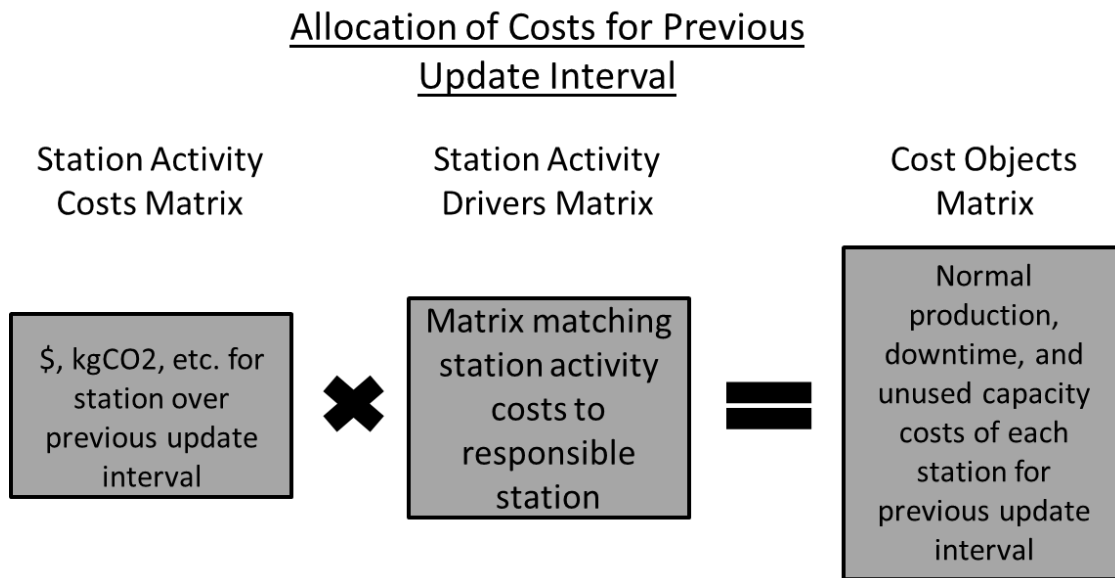 Allocation of Costs for Previous
Update Interval
Station Activity
Costs Matrix
Station Activity
Drivers Matrix
Cost Objects
Matrix
$, kgCO2, etc. for
station over
previous update
interval
Matrix matching
station activity
costs to
responsible
station
Normal
production,
downtime, and
unused capacity
costs of each
station for
previous update
interval